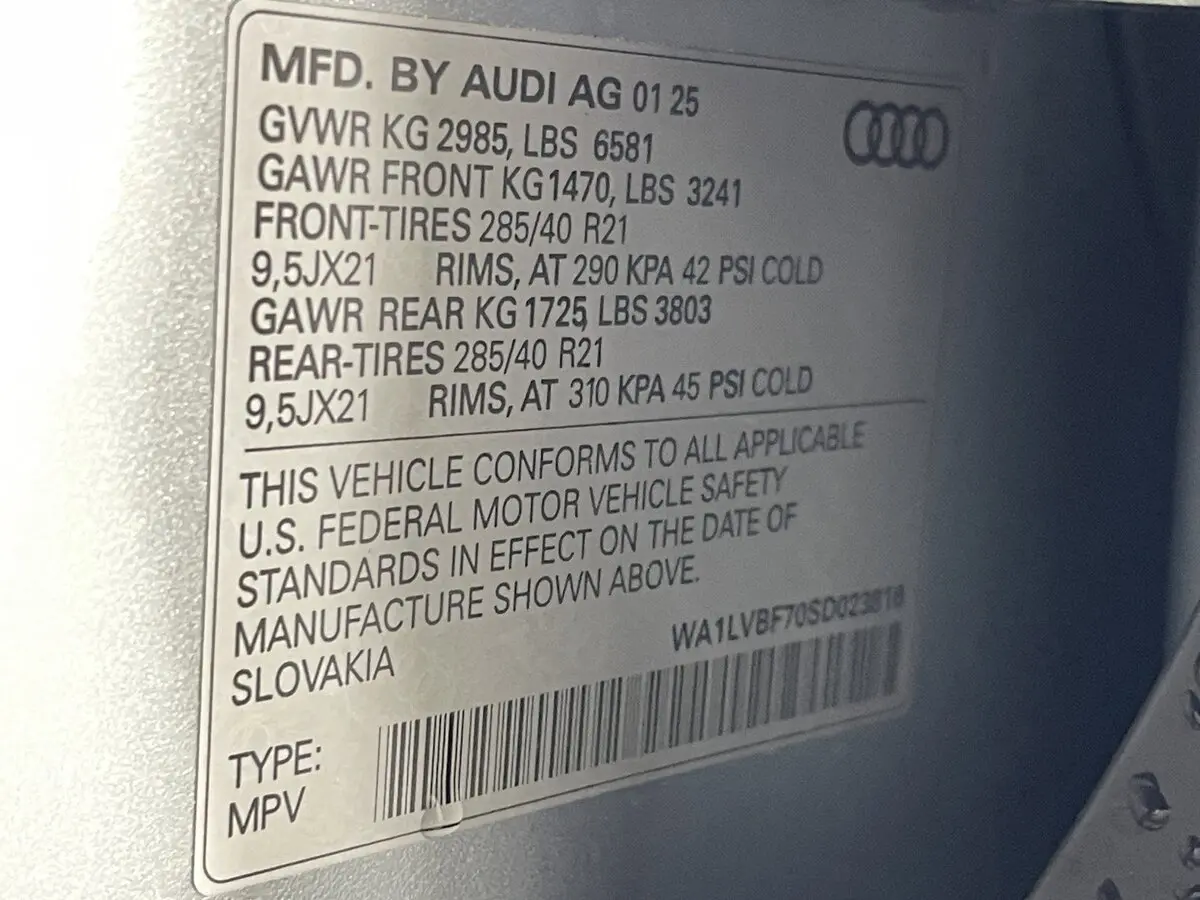 MFD. BY AUDI AG 01 25
GVWR KG 2985, LBS 6581
GAWR FRONT KG 1470, LBS 3241
FRONT-TIRES 285/40 R21
9,5JX21 RIMS, AT 290 KPA 42 PSI COLD
GAWR REAR KG 1725, LBS 3803
REAR-TIRES 285/40 R21
9,5JX21 RIMS, AT 310 KPA 45 PSI COLD
THIS VEHICLE CONFORMS TO ALL APPLICABLE
U.S. FEDERAL MOTOR VEHICLE SAFETY
STANDARDS IN EFFECT ON THE DATE OF
MANUFACTURE SHOWN ABOVE.
SLOVAKIA
TYPE:
MPV